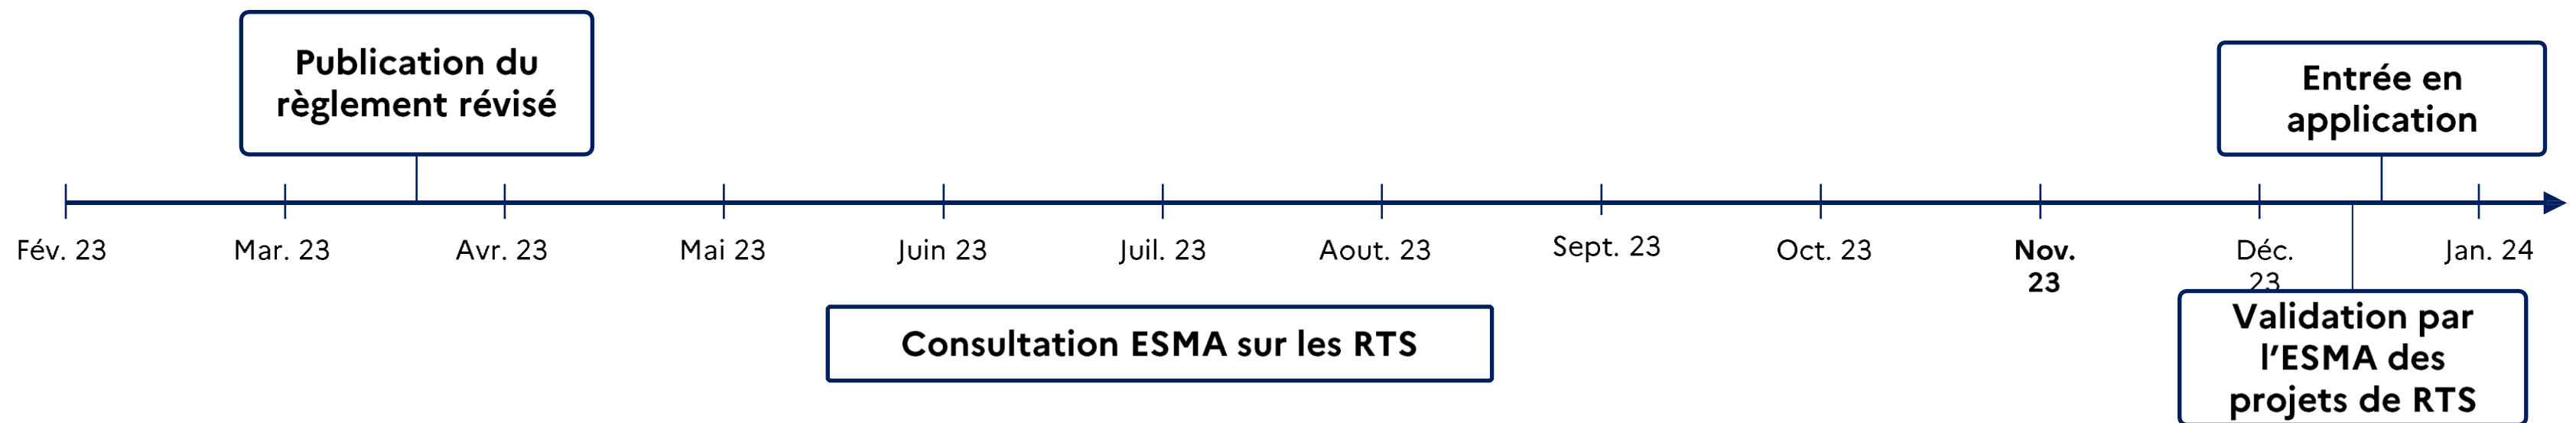 Publication du
règlement révisé
Entrée en
application
Fév. 23
Mar. 23
Avr. 23
Mai 23
Juin 23
Juil. 23
Aout. 23
Sept. 23
Oct. 23
Nov.
23
Déc.
23
Jan. 24
Consultation ESMA sur les RTS
Validation par
l’ESMA des
projets de RTS